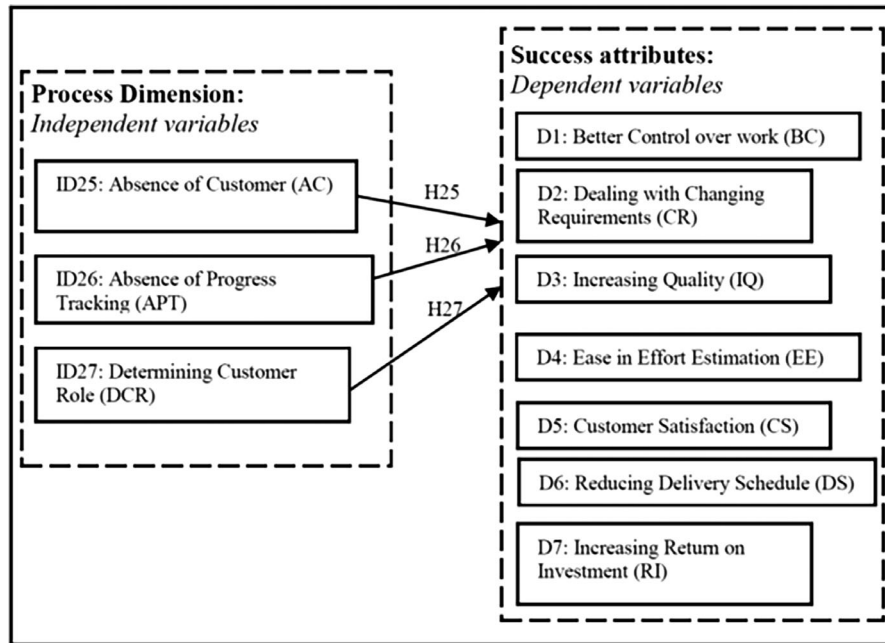 Process Dimension:
Independent variables
ID25: Absence of Customer (AC)
ID26: Absence of Progress
Tracking (APT)
ID27: Determining Customer
Role (DCR)
H25
H26
H27
Success attributes:
Dependent variables
D1: Better Control over work (BC)
D2: Dealing with Changing
Requirements (CR)
D3: Increasing Quality (IQ)
D4: Ease in Effort Estimation (EE)
D5: Customer Satisfaction (CS)
D6: Reducing Delivery Schedule (DS)
D7: Increasing Return on
Investment (RI)